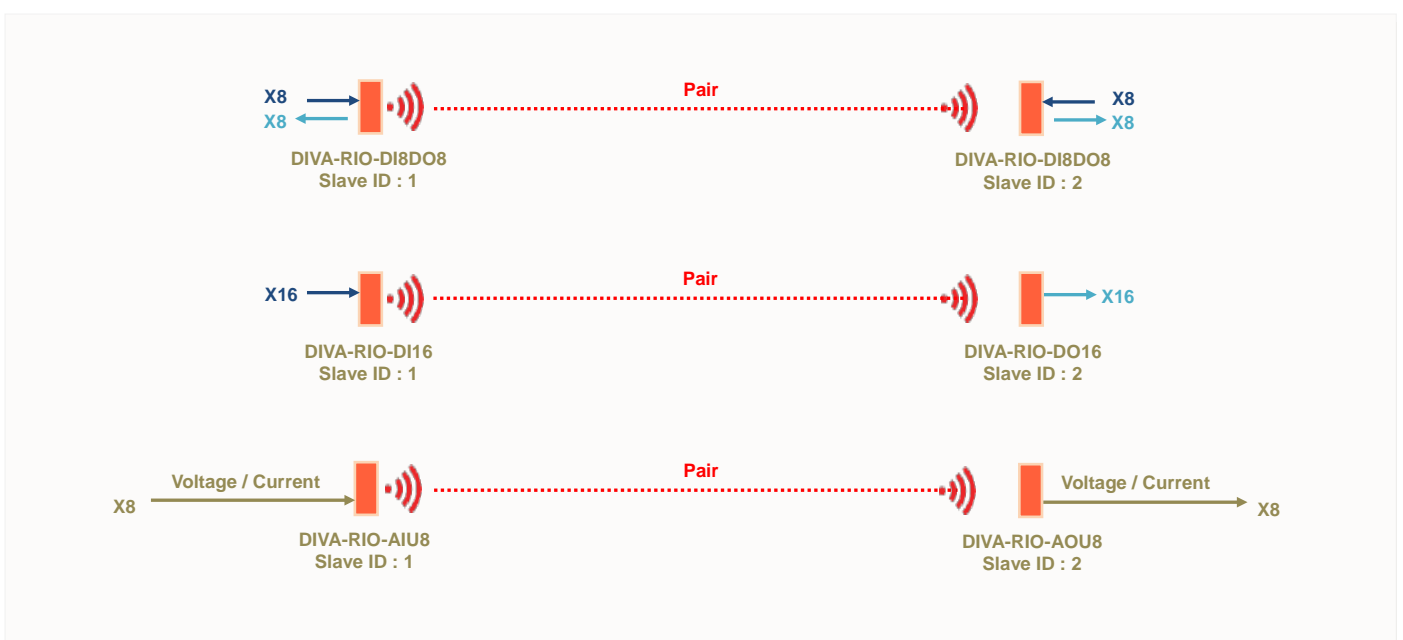 Pair
X8
X8
X8
X8
DIVA-RIO-DI8DO8
Slave ID : 1
DIVA-RIO-DI8DO8
Slave ID : 2
Pair
X16
X16
DIVA-RIO-DI16
Slave ID : 1
DIVA-RIO-DO16
Slave ID : 2
Pair
Voltage / Current
Voltage / Current
X8
X8
DIVA-RIO-AIU8
Slave ID : 1
DIVA-RIO-AOU8
Slave ID : 2